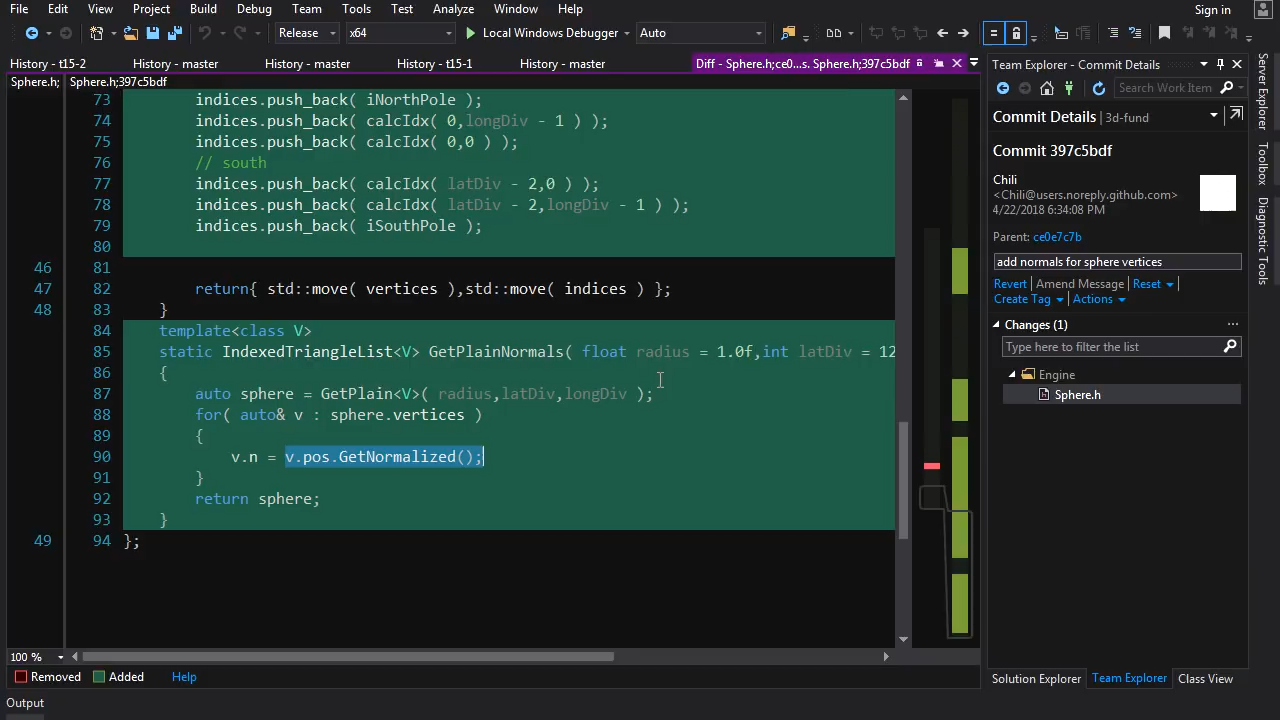 File Edit View Project Build Debug Team Tools Test Analyze Window Help Sign in
Release x64 Local Windows Debugger Auto
History - t15-2 History - master History - t15-1 History - master Diff - Sphere.h;ce0...s. Sphere.h;397c5bdf
Sphere.h; Sphere.h;397c5bdf
73 indices.push_back( iNorthPole );
74 indices.push_back( calcIdx( 0,longDiv - 1 ) );
75 indices.push_back( calcIdx( 0,0 ) );
76 // south
77 indices.push_back( calcIdx( latDiv - 2,0 ) );
78 indices.push_back( calcIdx( latDiv - 2,longDiv - 1 ) );
79 indices.push_back( iSouthPole );
80
46 81
47 82 return{ std::move( vertices ),std::move( indices ) };
48 83 }
84 template<class V>
85 static IndexedTriangleList<V> GetPlainNormals( float radius = 1.0f,int latDiv = 12
86 {
87 auto sphere = GetPlain<V>( radius,latDiv,longDiv );
88 for( auto& v : sphere.vertices )
89 {
90 v.n = v.pos.GetNormalized();
91 }
92 return sphere;
93 }
49 94 };
100 %
Removed Added Help
Output
Team Explorer - Commit Details
Search Work Item
Commit Details | 3d-fund
Commit 397c5bdf
Chili
<Chili@users.noreply.github.com>
4/22/2018 6:34:08 PM
Parent: ce0e7c7b
add normals for sphere vertices
Revert | Amend Message | Reset
Create Tag | Actions
Changes (1)
Type here to filter the list
Engine
Sphere.h
Solution Explorer Team Explorer Class View
Server Explorer
Toolbox
Diagnostic Tools